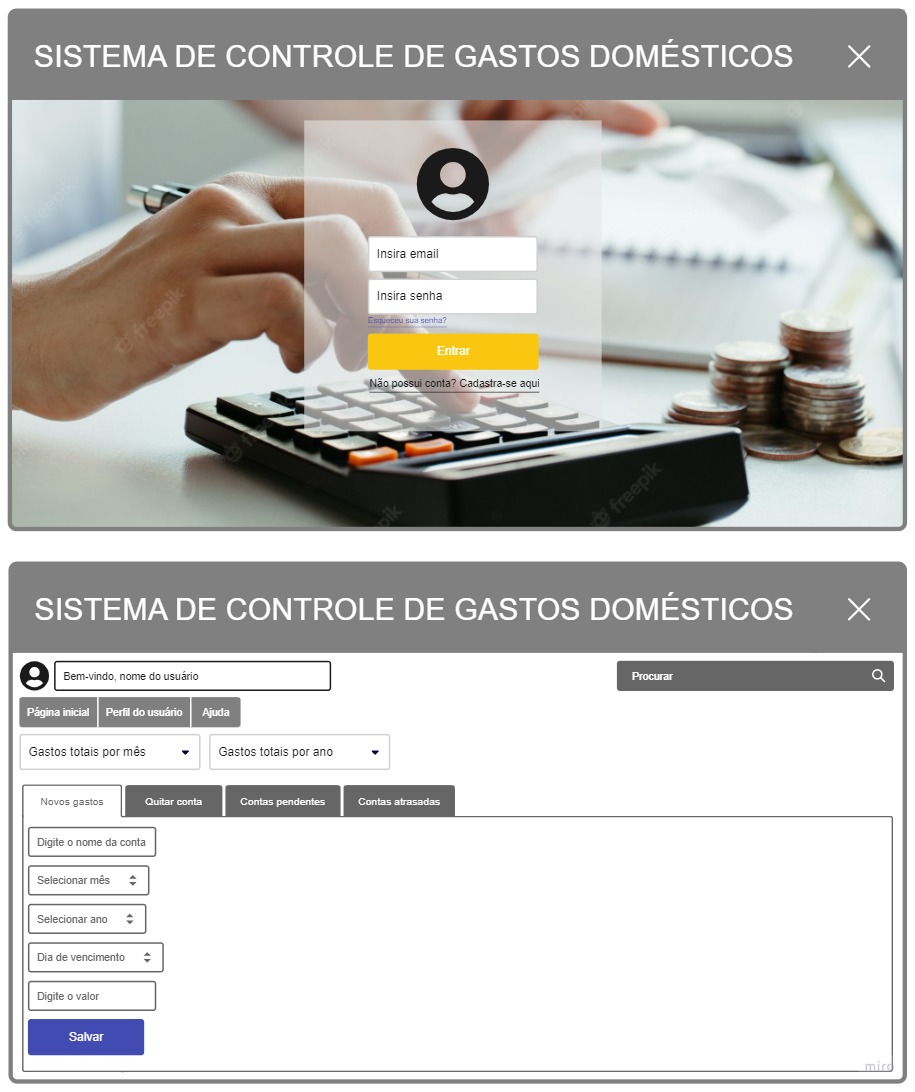 SISTEMA DE CONTROLE DE GASTOS DOMÉSTICOS
Insira email
Insira senha
Esqueceu sua senha?
Entrar
Não possui conta? Cadastra-se aqui
freepik
freepik
freepik
SISTEMA DE CONTROLE DE GASTOS DOMÉSTICOS
Bem-vindo, nome do usuário
Procurar
Página inicial
Perfil do usuário
Ajuda
Gastos totais por mês
Gastos totais por ano
Novos gastos
Quitar conta
Contas pendentes
Contas atrasadas
Digite o nome da conta
Selecionar mês
Selecionar ano
Dia de vencimento
Digite o valor
Salvar
miro